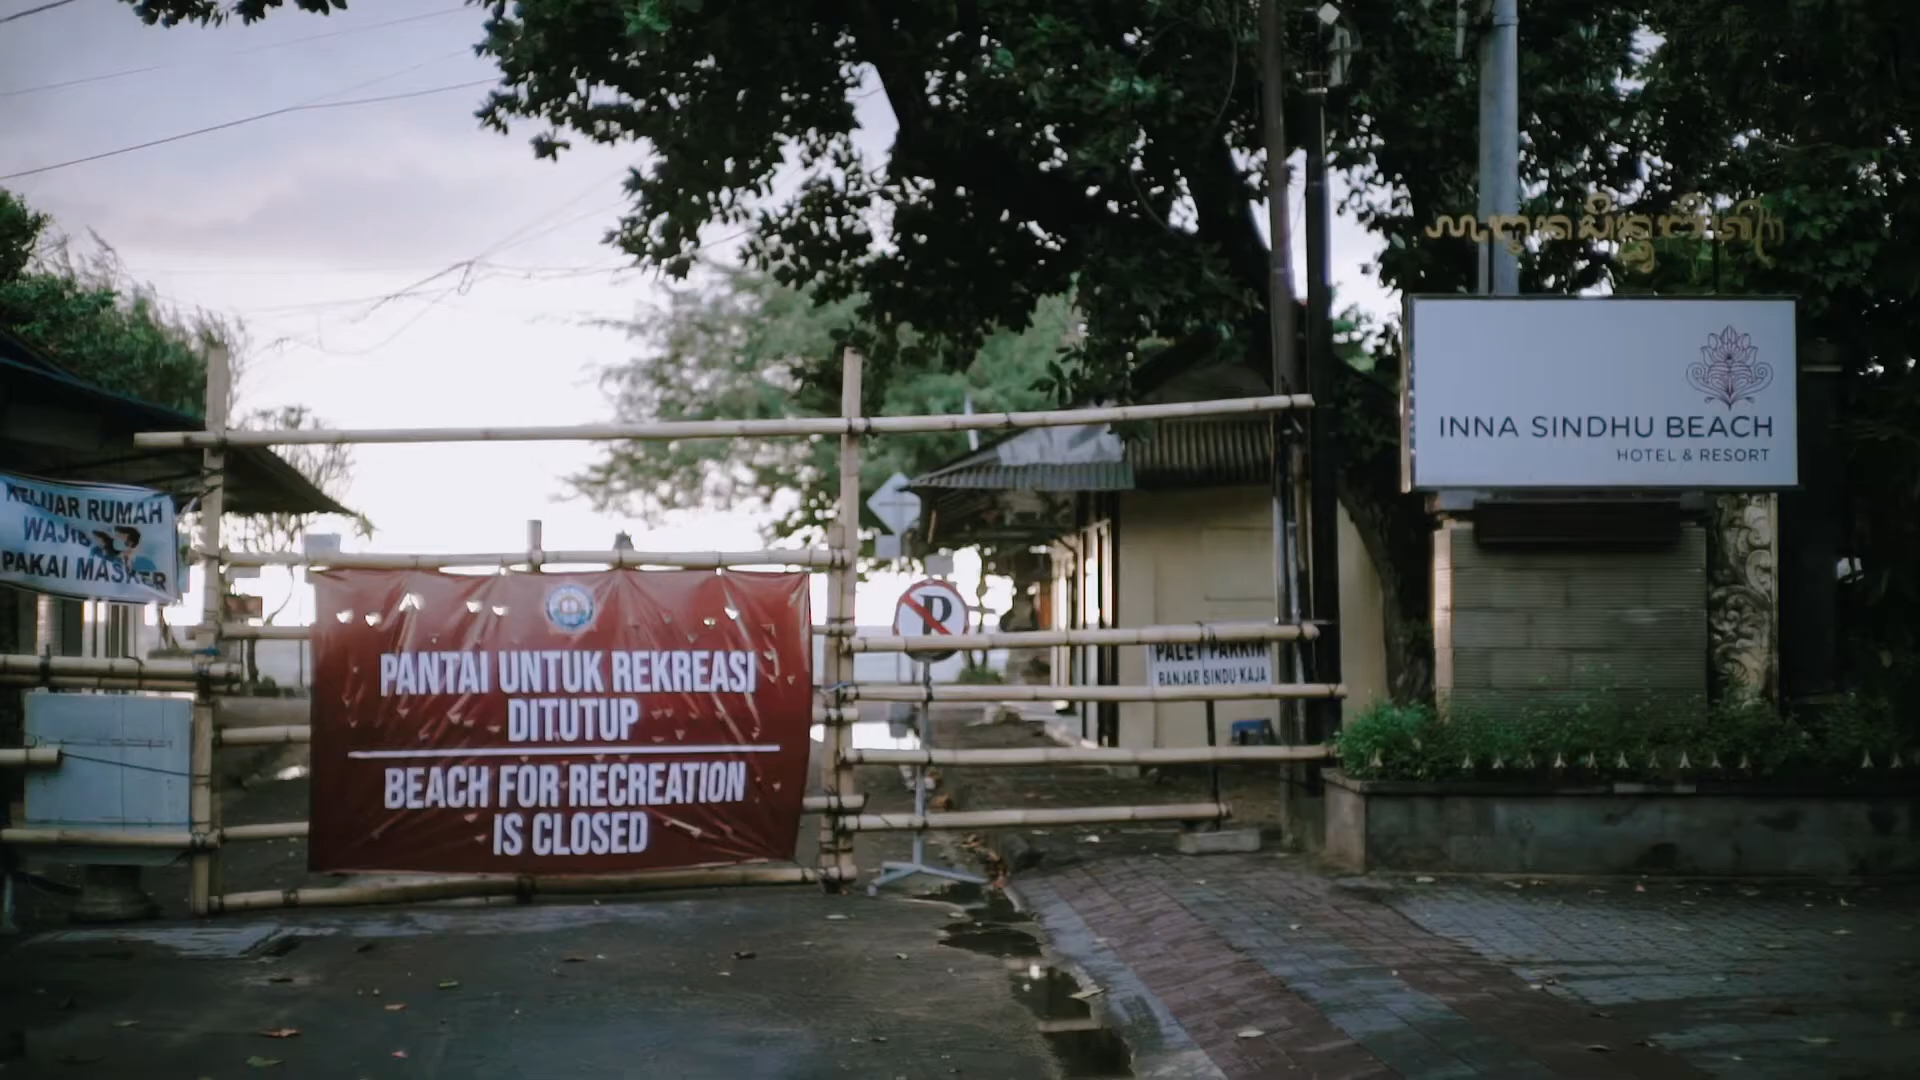 KELUAR RUMAH
WAJIB
PAKAI MASKER
PANTAI UNTUK REKREASI
DITUTUP
BEACH FOR RECREATION
IS CLOSED
P
PARKIR
BANJAR SINDU KAJA
INNA SINDHU BEACH
HOTEL & RESORT